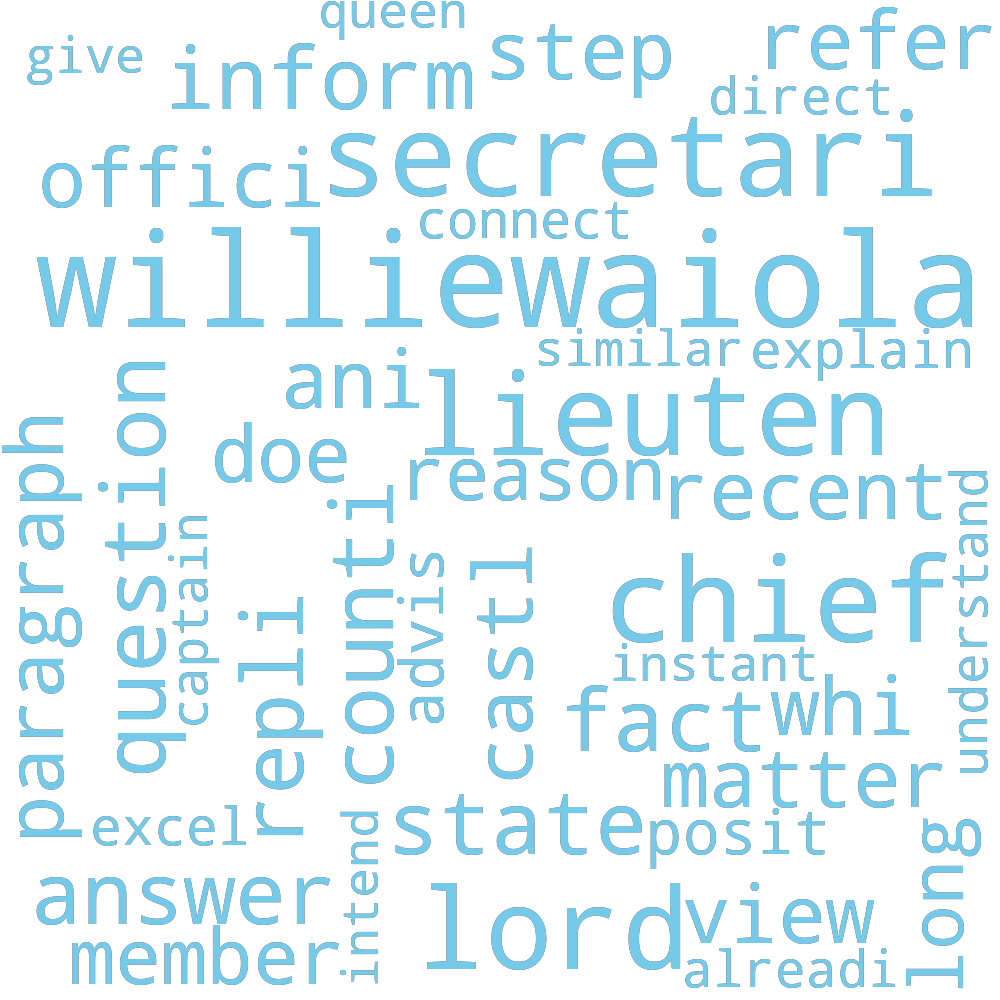 queen
give
inform
step
refer
direct
offici
secretari
connect
williewaiola
similar
explain
ani
lieuten
doe
reason
recent
paragraph
question
captain
repli
counti
advis
castl
chief
understand
instant
fact
whi
matter
excel
intend
state
posit
long
answer
member
lord
view
alreadi